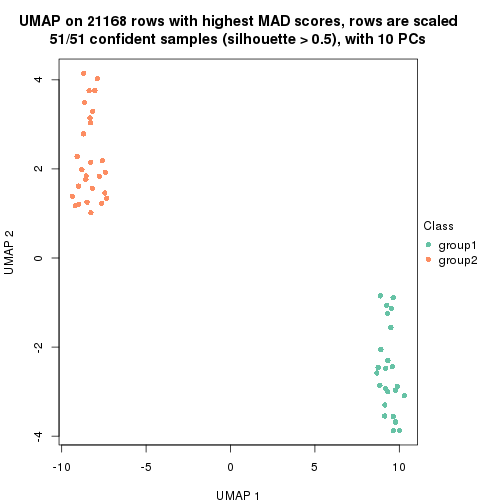 UMAP on 21168 rows with highest MAD scores, rows are scaled
51/51 confident samples (silhouette > 0.5), with 10 PCs
4
2
0
-2
-4
UMAP 2
Class
group1
group2
-10
-5
0
5
10
UMAP 1